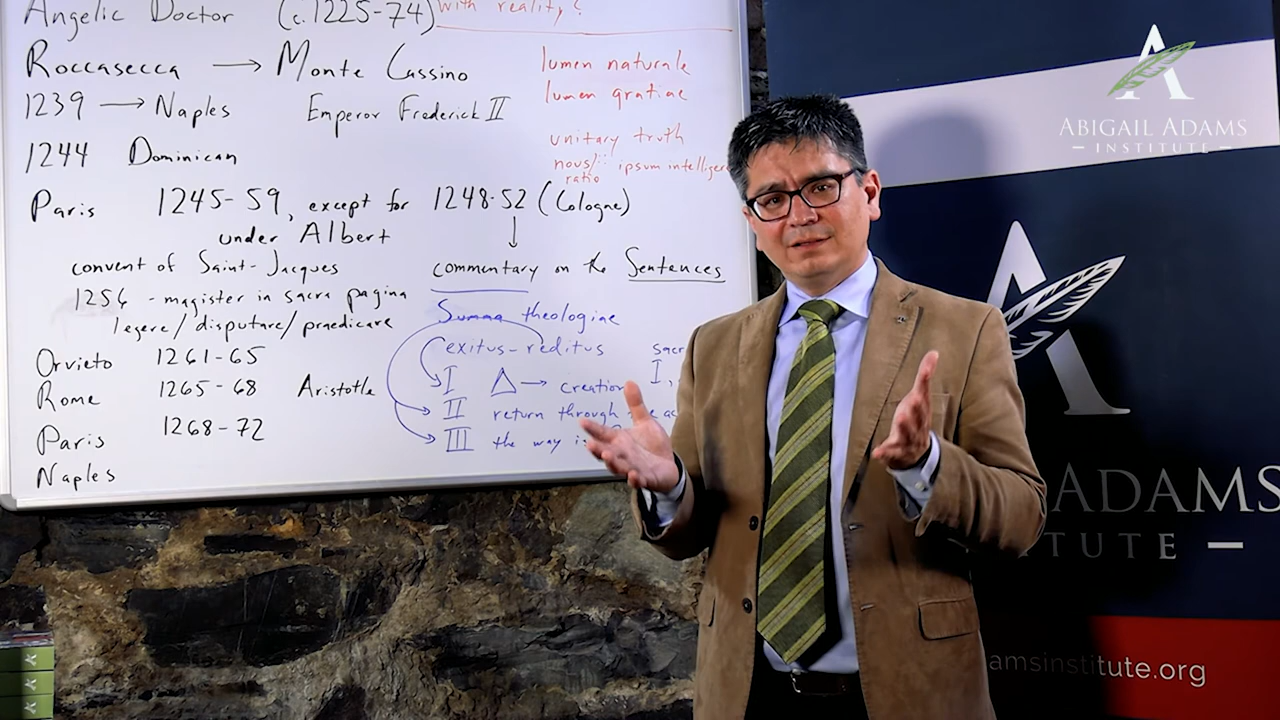 Angelic Doctor (c. 1225-74)
with reality?
Roccasecca → Monte Cassino
1239 → Naples Emperor Frederick II
1244 Dominican
Paris 1245-59, except for 1248-52 (Cologne)
under Albert
convent of Saint-Jacques
1256 - magister in sacra pagina
legere/disputare/praedicare
Orvieto 1261-65
Rome 1265-68 Aristotle
Paris 1268-72
Naples
lumen naturale
lumen gratiae
unitary truth
nous/:: ipsum intelligere
ratio
commentary on the Sentences
Summa theologiae
exitus-reditus
I △ → creation
II return through
III the way
sacr
I,
ABIGAIL ADAMS
— INSTITUTE —
A
ADAMS
TUTE —
amsinstitute.org